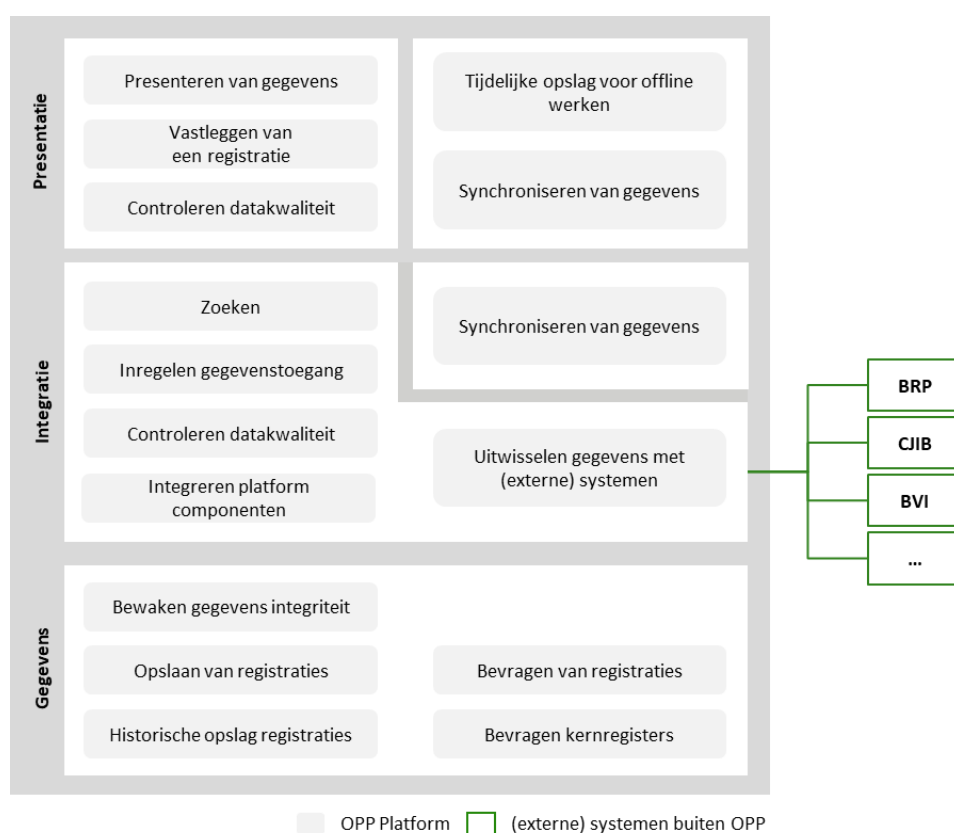 Presentatie
Presenteren van gegevens
Vastleggen van
een registratie
Controleren datakwaliteit
Tijdelijke opslag voor offline
werken
Synchroniseren van gegevens
Integratie
Zoeken
Inregelen gegevenstoegang
Controleren datakwaliteit
Integreren platform
componenten
Synchroniseren van gegevens
Uitwisselen gegevens met
(externe) systemen
BRP
CJIB
BVI
...
Gegevens
Bewaken gegevens integriteit
Opslaan van registraties
Historische opslag registraties
Bevragen van registraties
Bevragen kernregisters
OPP Platform
(externe) systemen buiten OPP